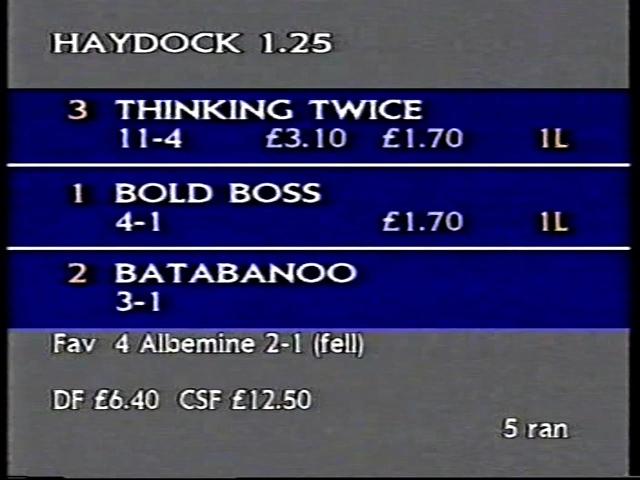 HAYDOCK 1.25
3 THINKING TWICE
11-4 £3.10 £1.70 1L
1 BOLD BOSS
4-1 £1.70 1L
2 BATABANOO
3-1
Fav 4 Albemine 2-1 (fell)
DF £6.40 CSF £12.50
5 ran